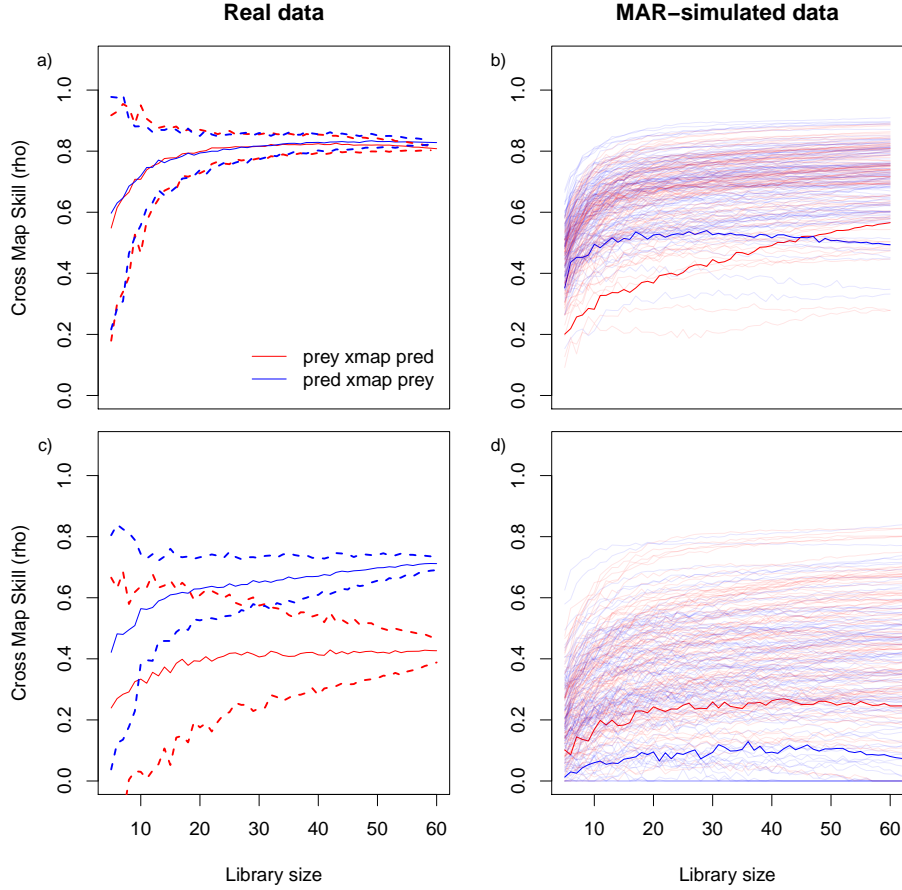 Real data
MAR−simulated data
a)
b)
Cross Map Skill (rho)
1.0
0.8
0.6
0.4
0.2
0.0
1.0
0.8
0.6
0.4
0.2
0.0
prey xmap pred
pred xmap prey
c)
d)
Cross Map Skill (rho)
1.0
0.8
0.6
0.4
0.2
0.0
1.0
0.8
0.6
0.4
0.2
0.0
10 20 30 40 50 60
10 20 30 40 50 60
Library size
Library size